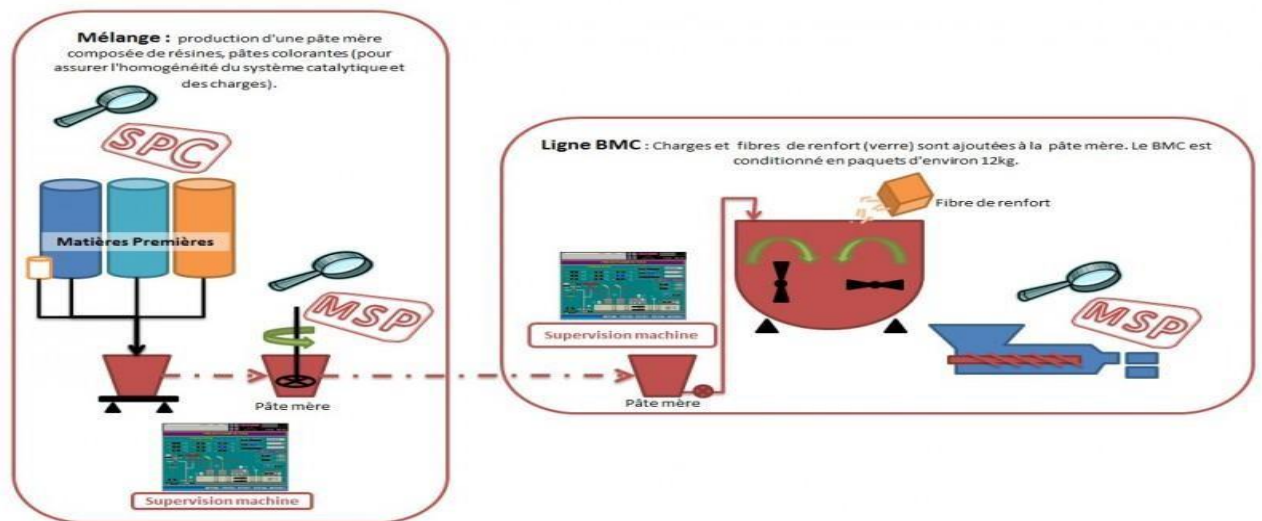 Mélange : production d'une pâte mère
composée de résines, pâtes colorantes (pour
assurer l'homogénéité du système catalytique et
des charges).
SPC
Matières Premières
MSP
Pâte mère
Supervision machine
Ligne BMC : Charges et fibres de renfort (verre) sont ajoutées à la pâte mère. Le BMC est
conditionné en paquets d'environ 12kg.
Fibre de renfort
Supervision machine
MSP
Pâte mère